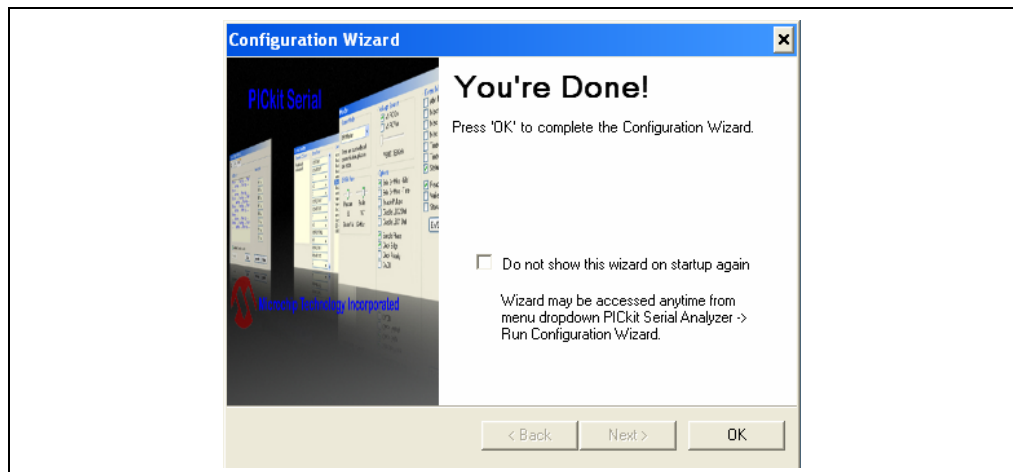 Configuration Wizard
PICkit Serial
Microchip Technology Incorporated
You're Done!
Press 'OK' to complete the Configuration Wizard.
Do not show this wizard on startup again
Wizard may be accessed anytime from
menu dropdown PICkit Serial Analyzer ->
Run Configuration Wizard.
< Back
Next >
OK